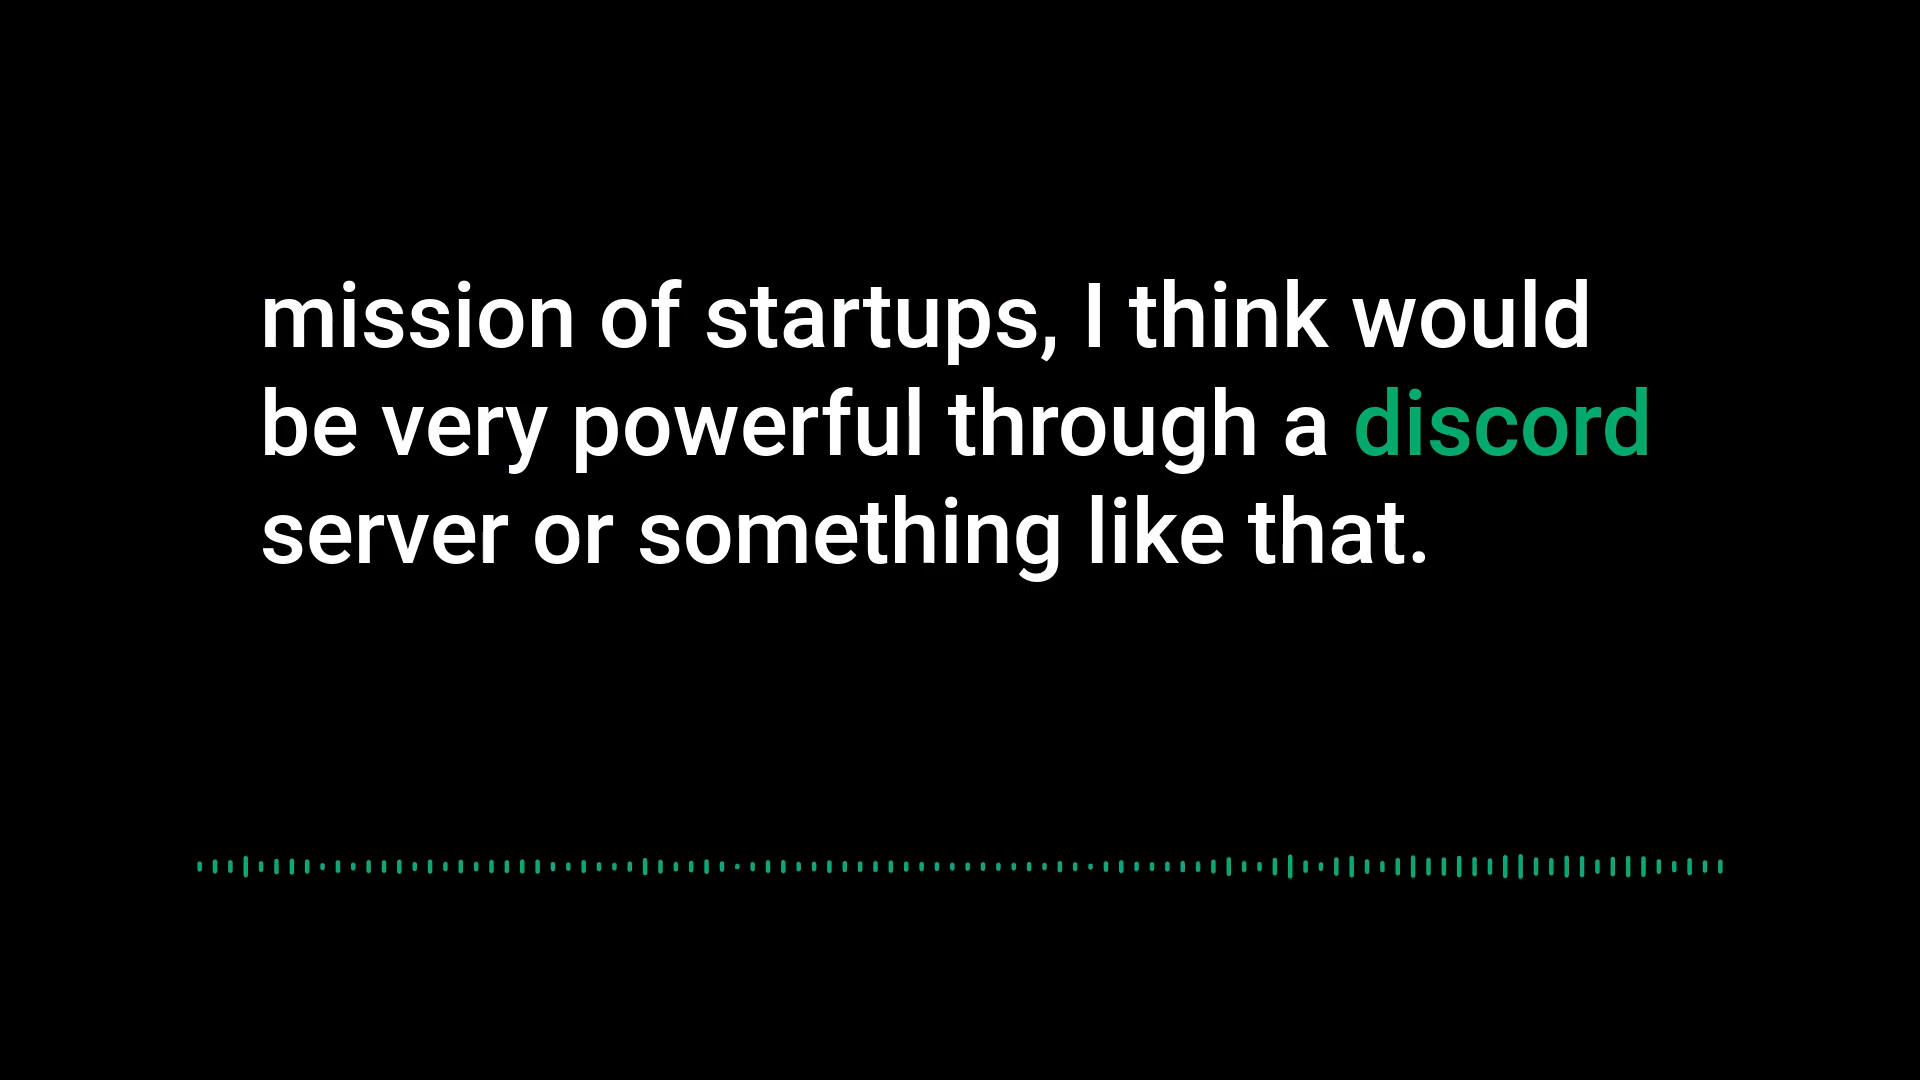 mission of startups, I think would
be very powerful through a discord
server or something like that.